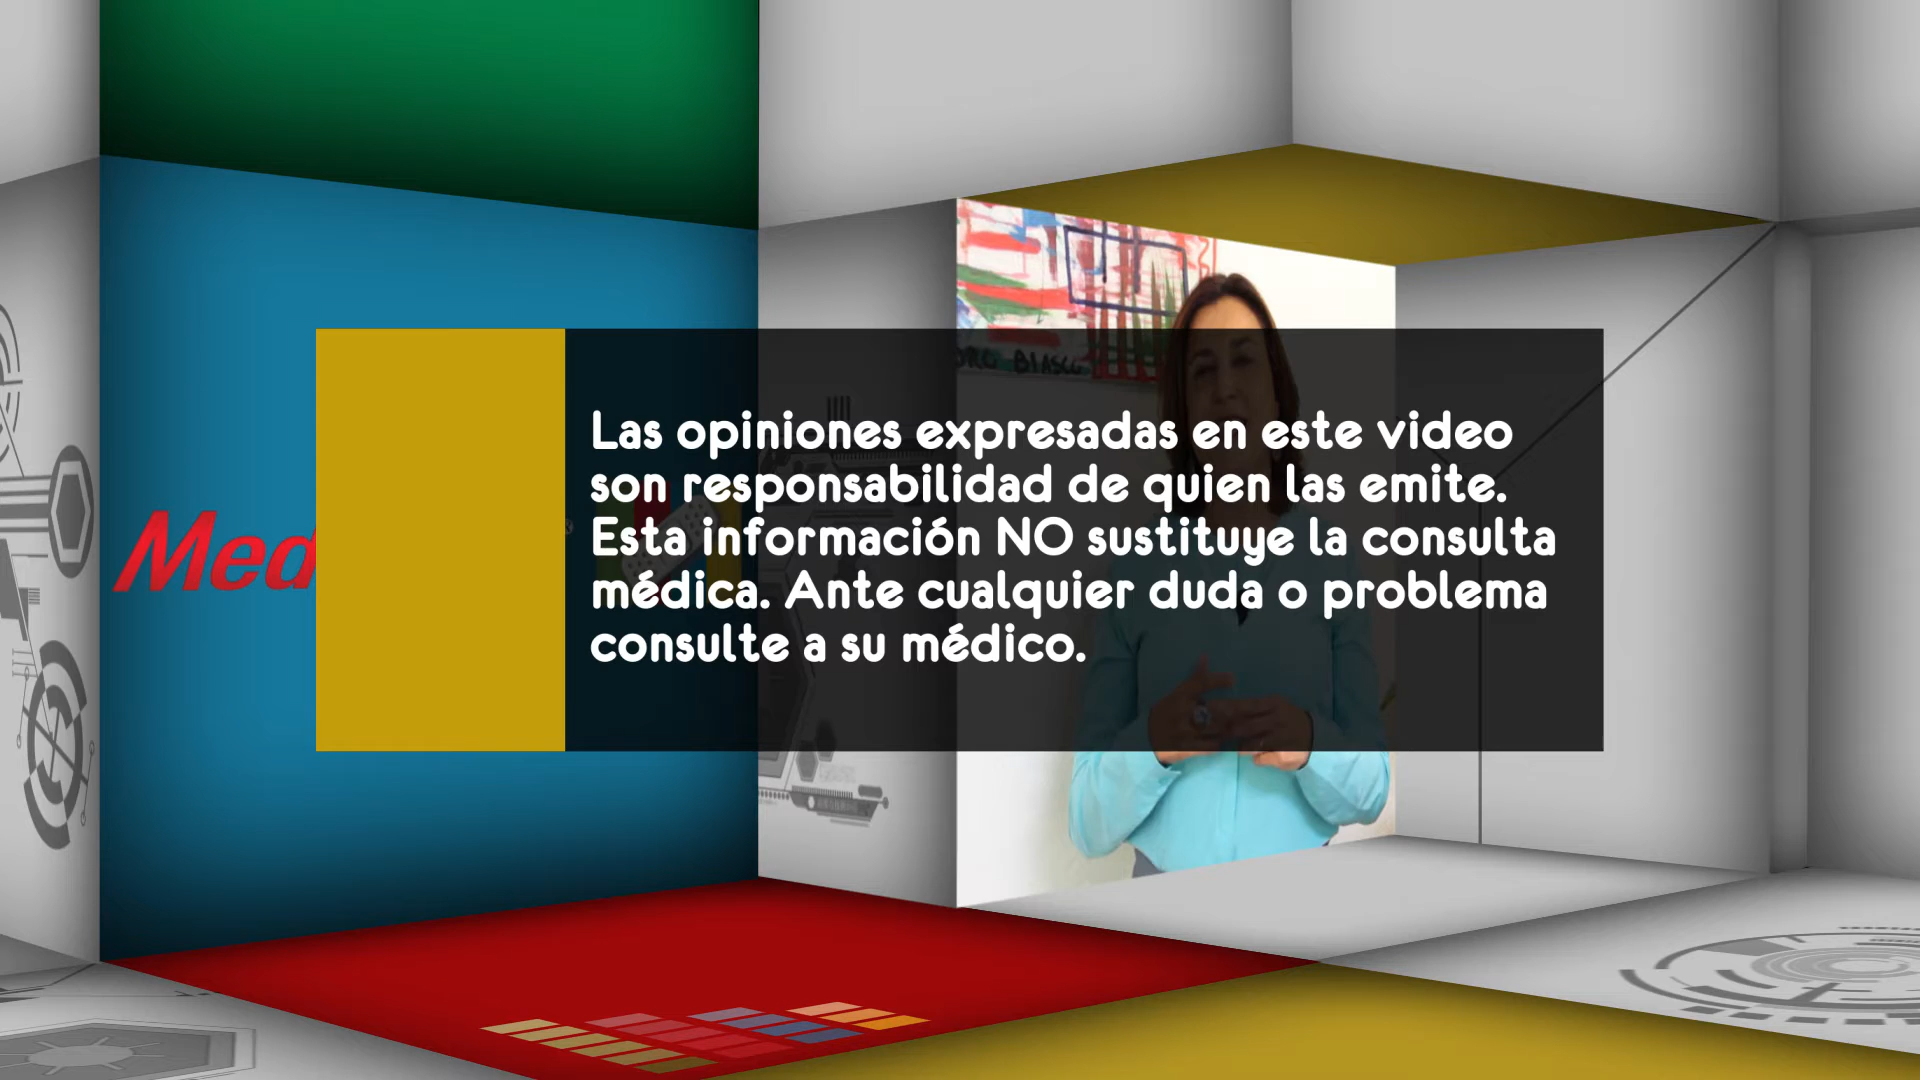 Med
Las opiniones expresadas en este video
son responsabilidad de quien las emite.
Esta información NO sustituye la consulta
médica. Ante cualquier duda o problema
consulte a su médico.